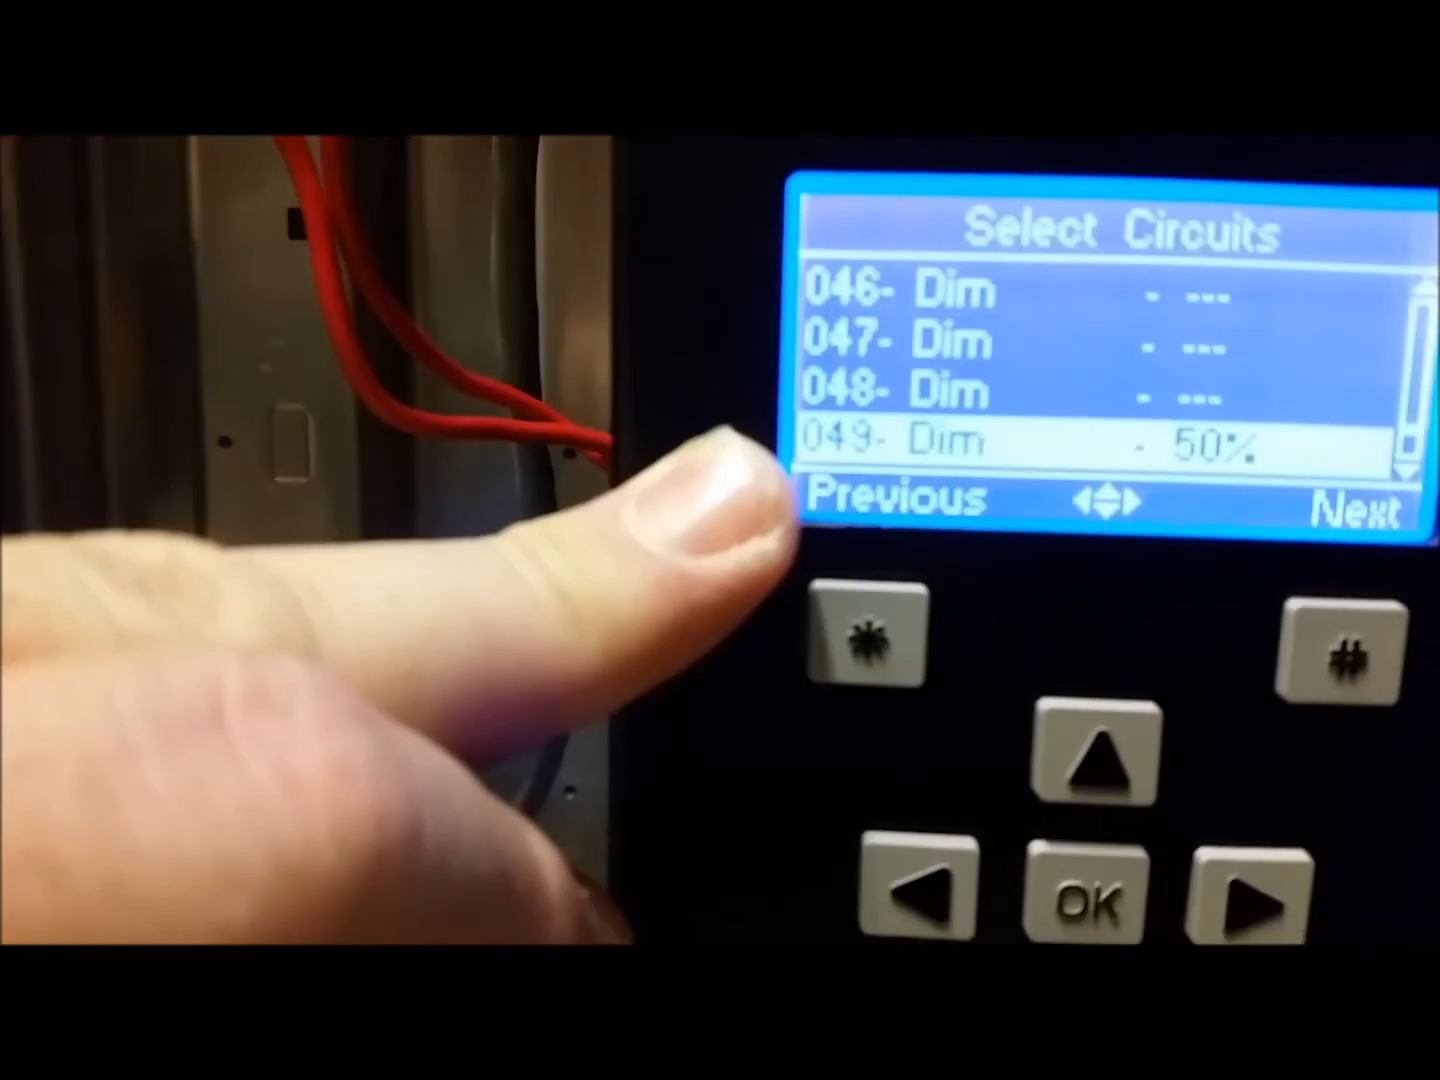 Select Circuits
046- Dim - ---
047- Dim - ---
048- Dim - ---
049- Dim - 50%
Previous Next
* #
OK